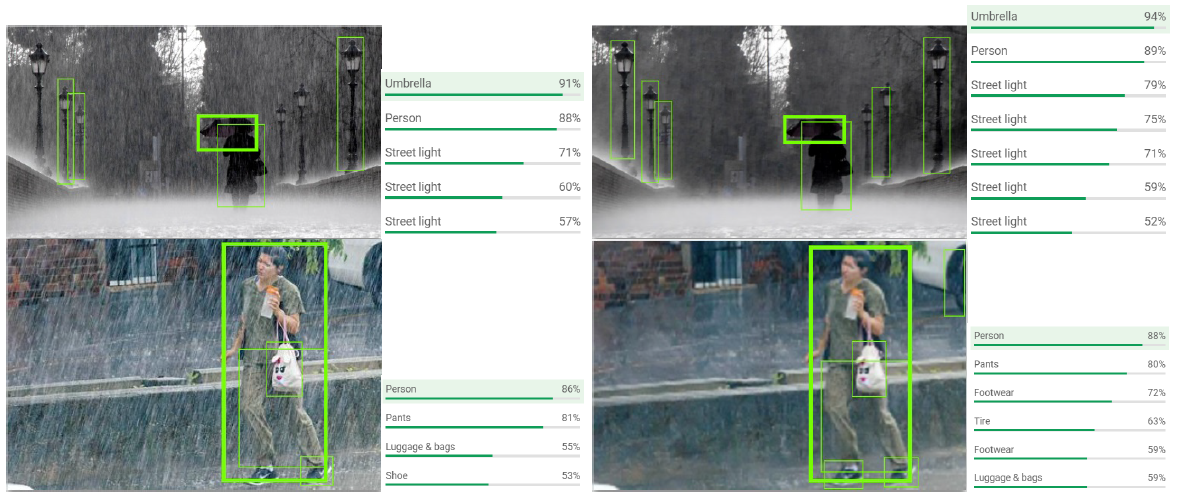 Umbrella 91%
Person 88%
Street light 71%
Street light 60%
Street light 57%
Umbrella 94%
Person 89%
Street light 79%
Street light 75%
Street light 71%
Street light 59%
Street light 52%
Person 86%
Pants 81%
Luggage & bags 55%
Shoe 53%
Person 88%
Pants 80%
Footwear 72%
Tire 63%
Footwear 59%
Luggage & bags 59%